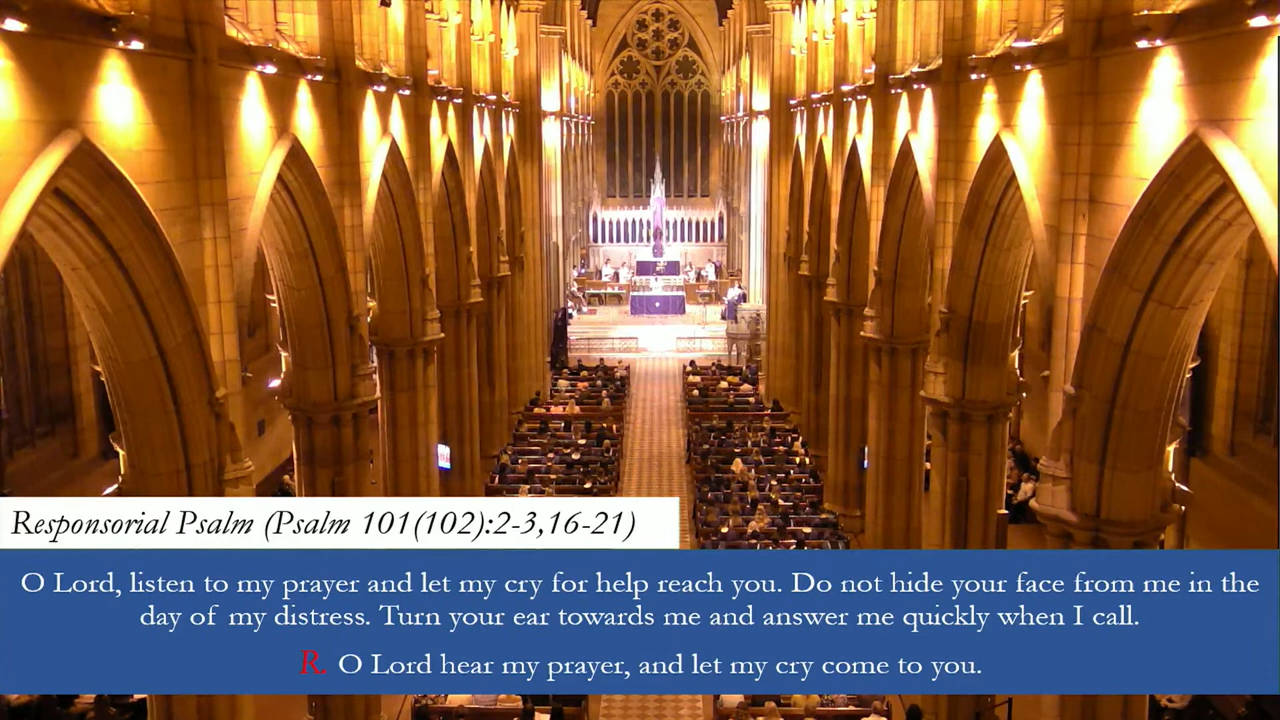 Responsorial Psalm (Psalm 101(102):2-3,16-21)
O Lord, listen to my prayer and let my cry for help reach you. Do not hide your face from me in the
day of my distress. Turn your ear towards me and answer me quickly when I call.
R. O Lord hear my prayer, and let my cry come to you.